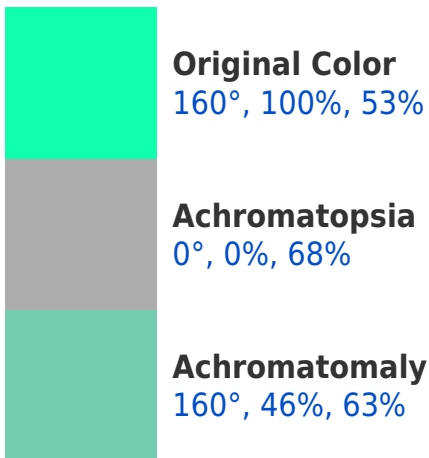 Original Color
160°, 100%, 53%
Achromatopsia
0°, 0%, 68%
Achromatomaly
160°, 46%, 63%